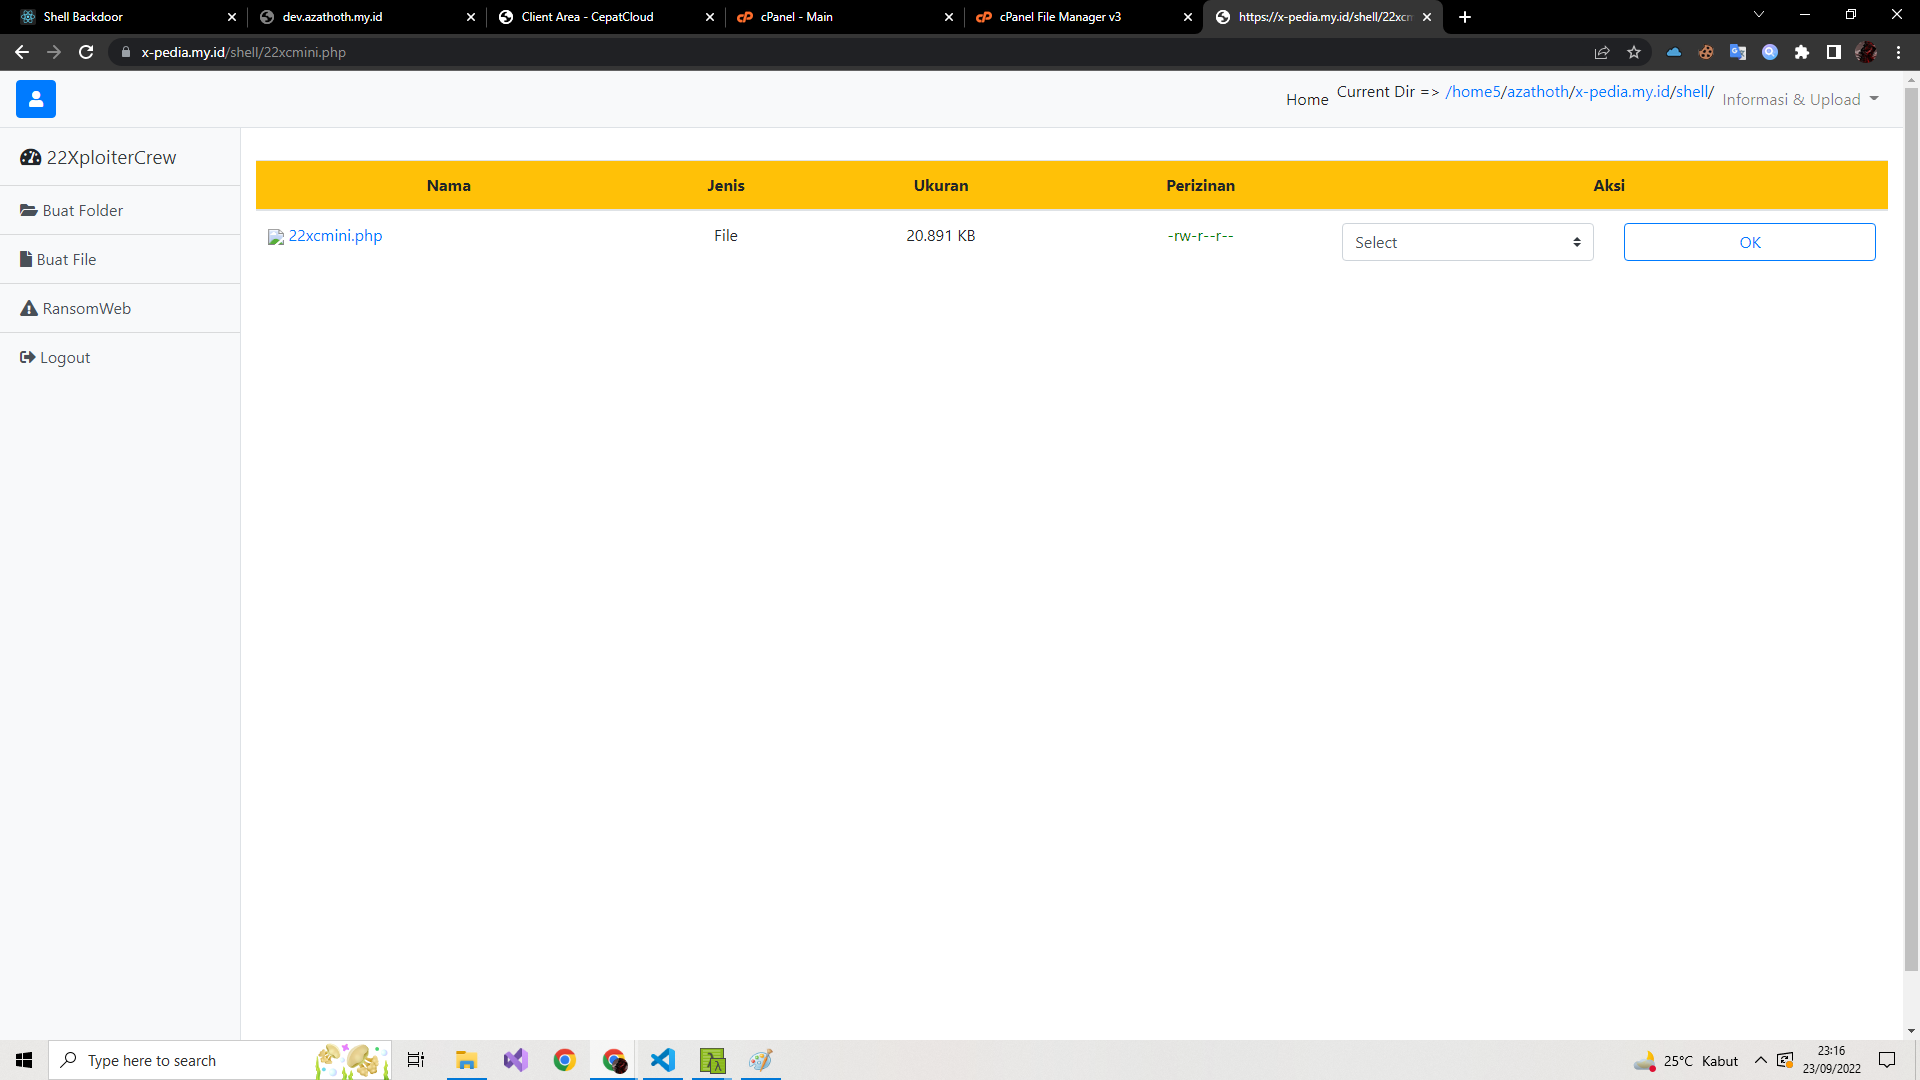 Shell Backdoor
dev.azathoth.my.id
Client Area - CepatCloud
cPanel - Main
cPanel File Manager v3
https://x-pedia.my.id/shell/22xcm
x-pedia.my.id/shell/22xcmini.php
Home
Current Dir => /home5/azathoth/x-pedia.my.id/shell/
Informasi & Upload
22XploiterCrew
Buat Folder
Buat File
RansomWeb
Logout
Nama Jenis Ukuran Perizinan Aksi
22xcmini.php File 20.891 KB -rw-r--r-- Select OK
Type here to search
25°C Kabut
23:16
23/09/2022